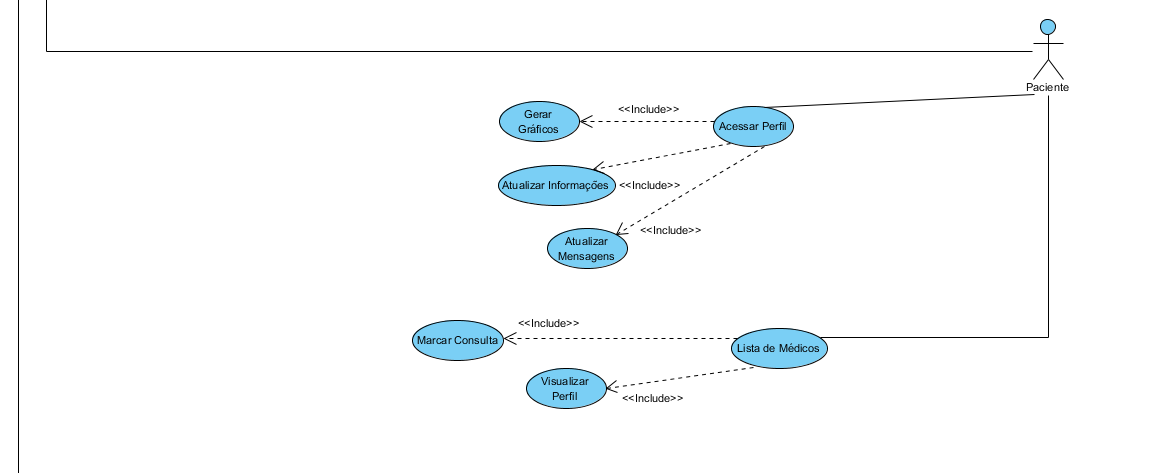 Paciente
<<Include>>
Gerar
Gráficos
Acessar Perfil
Atualizar Informações
<<Include>>
<<Include>>
Atualizar
Mensagens
<<Include>>
Marcar Consulta
Lista de Médicos
Visualizar
Perfil
<<Include>>